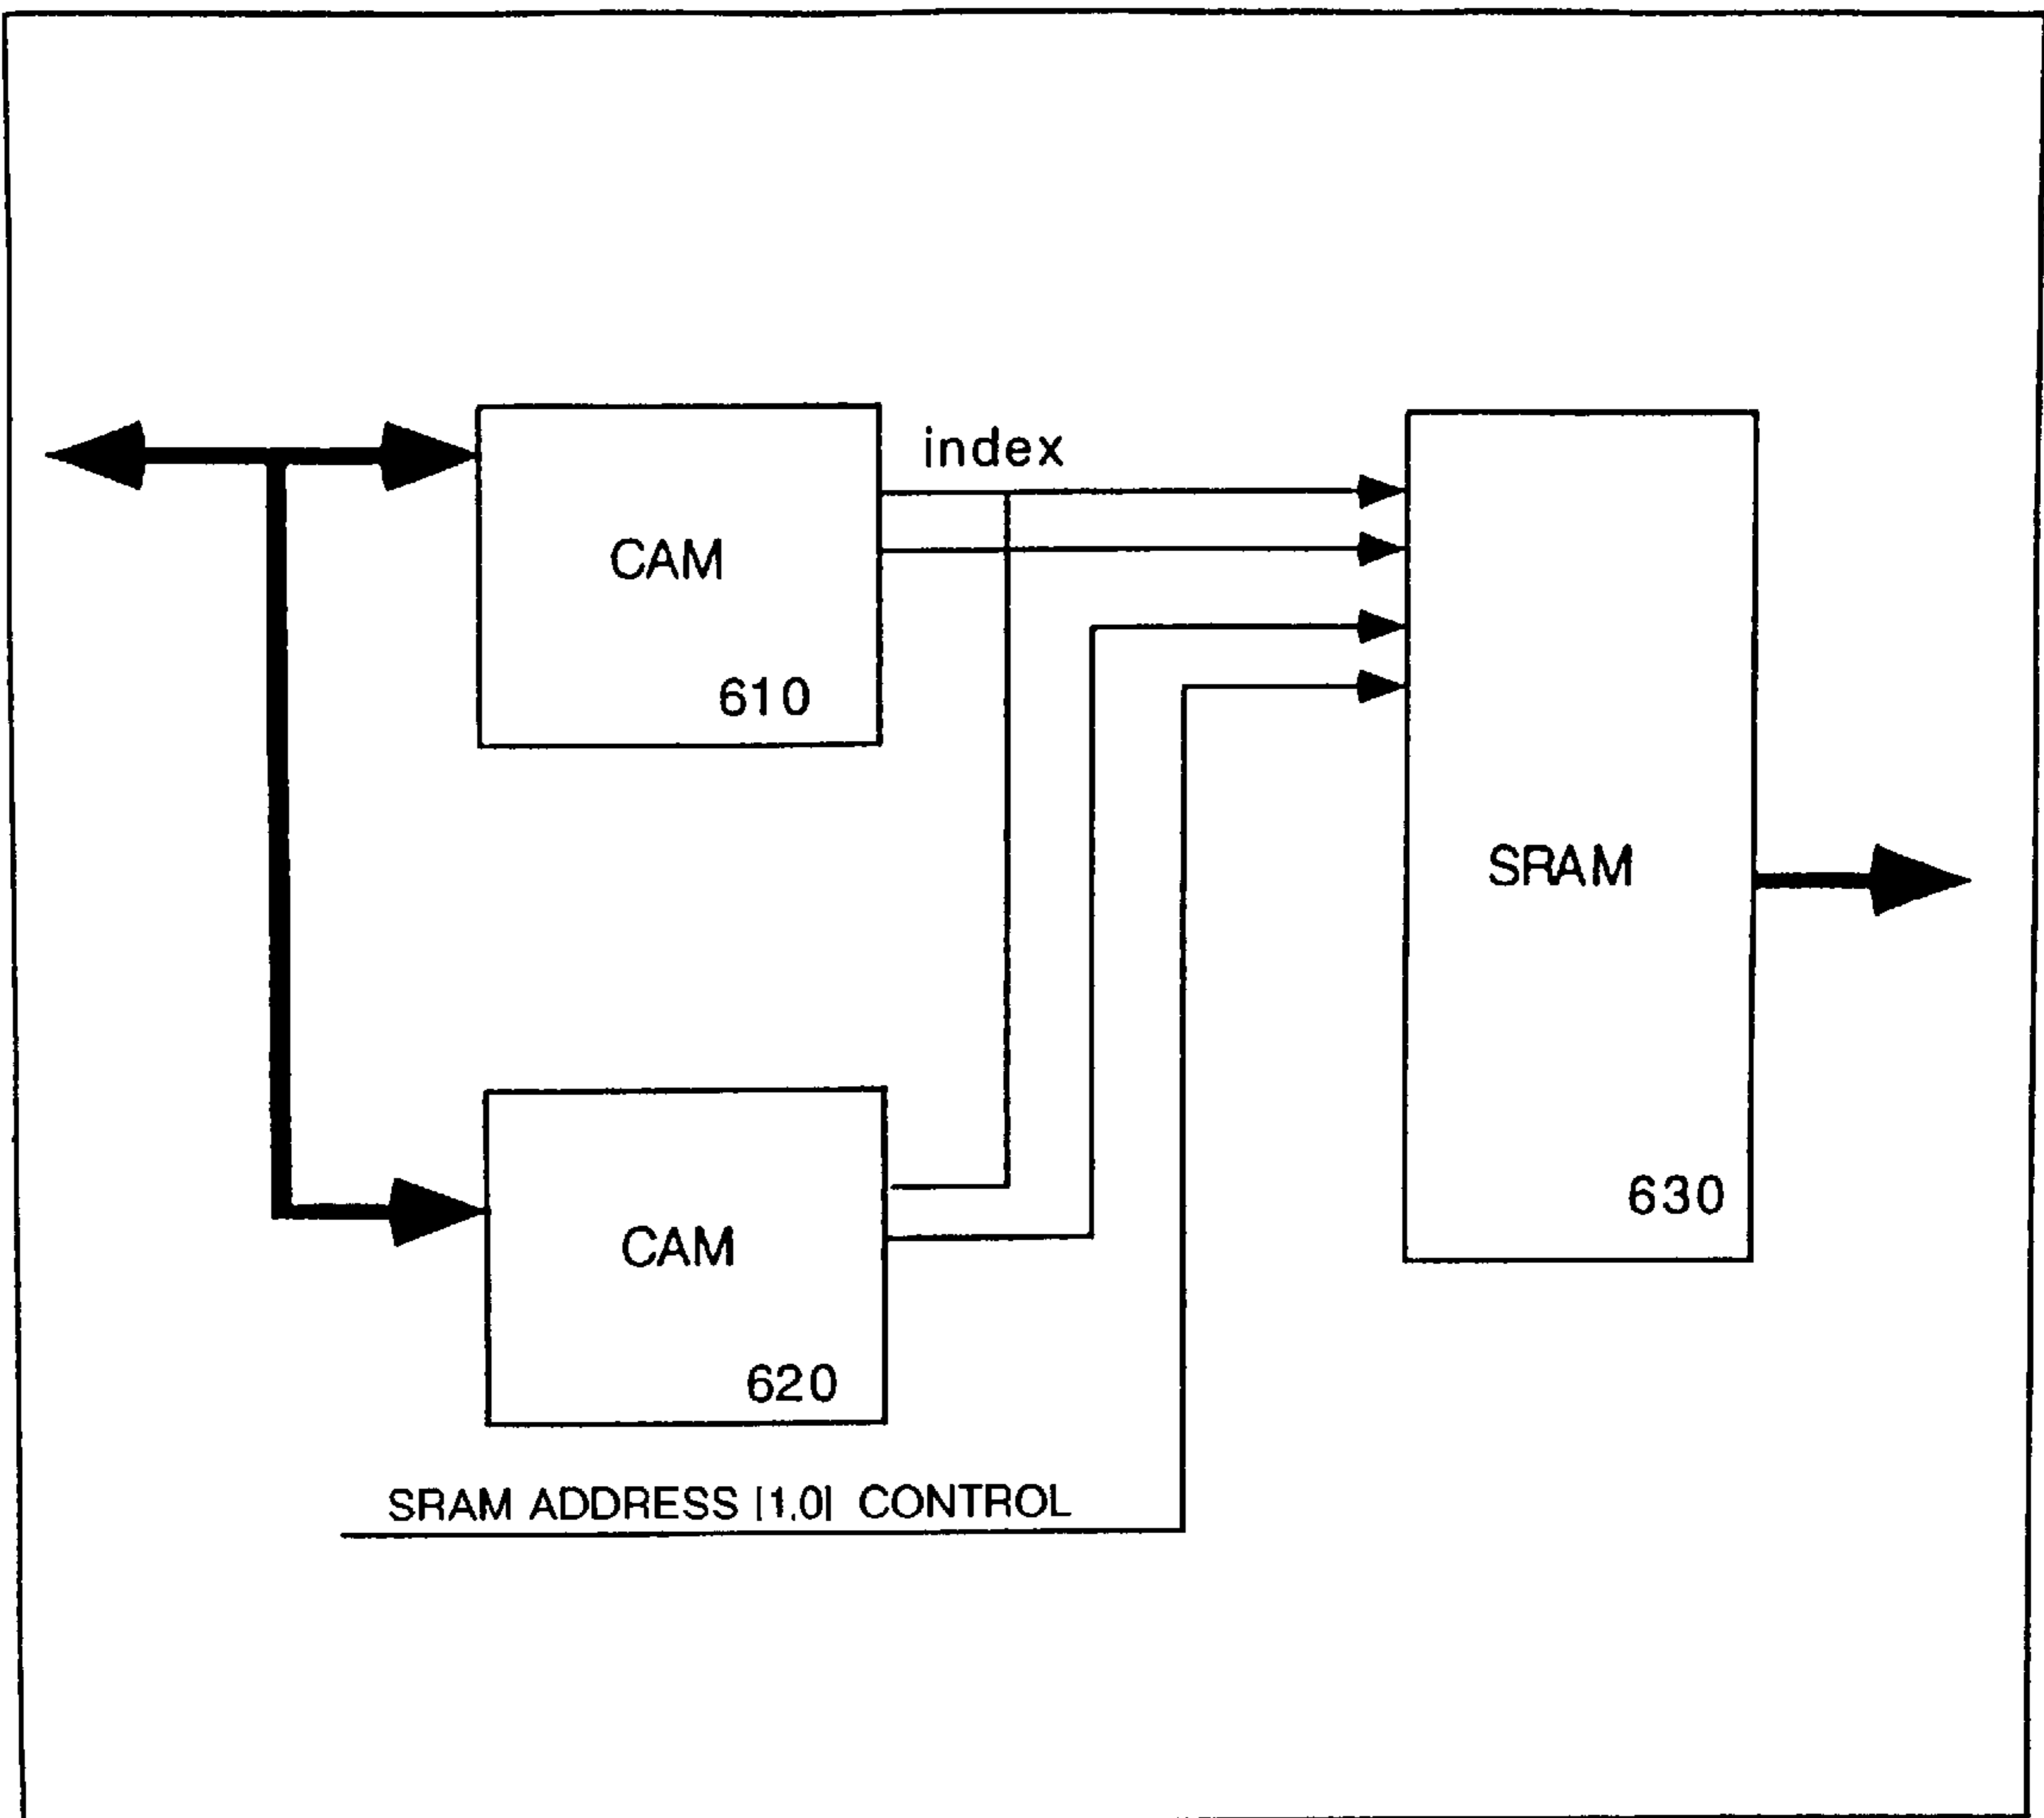 index
CAM
610
SRAM
630
CAM
620
SRAM ADDRESS [1,0] CONTROL